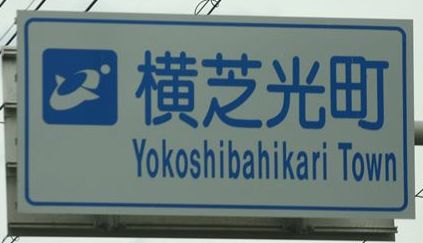 横芝光町
Yokoshibahikari Town